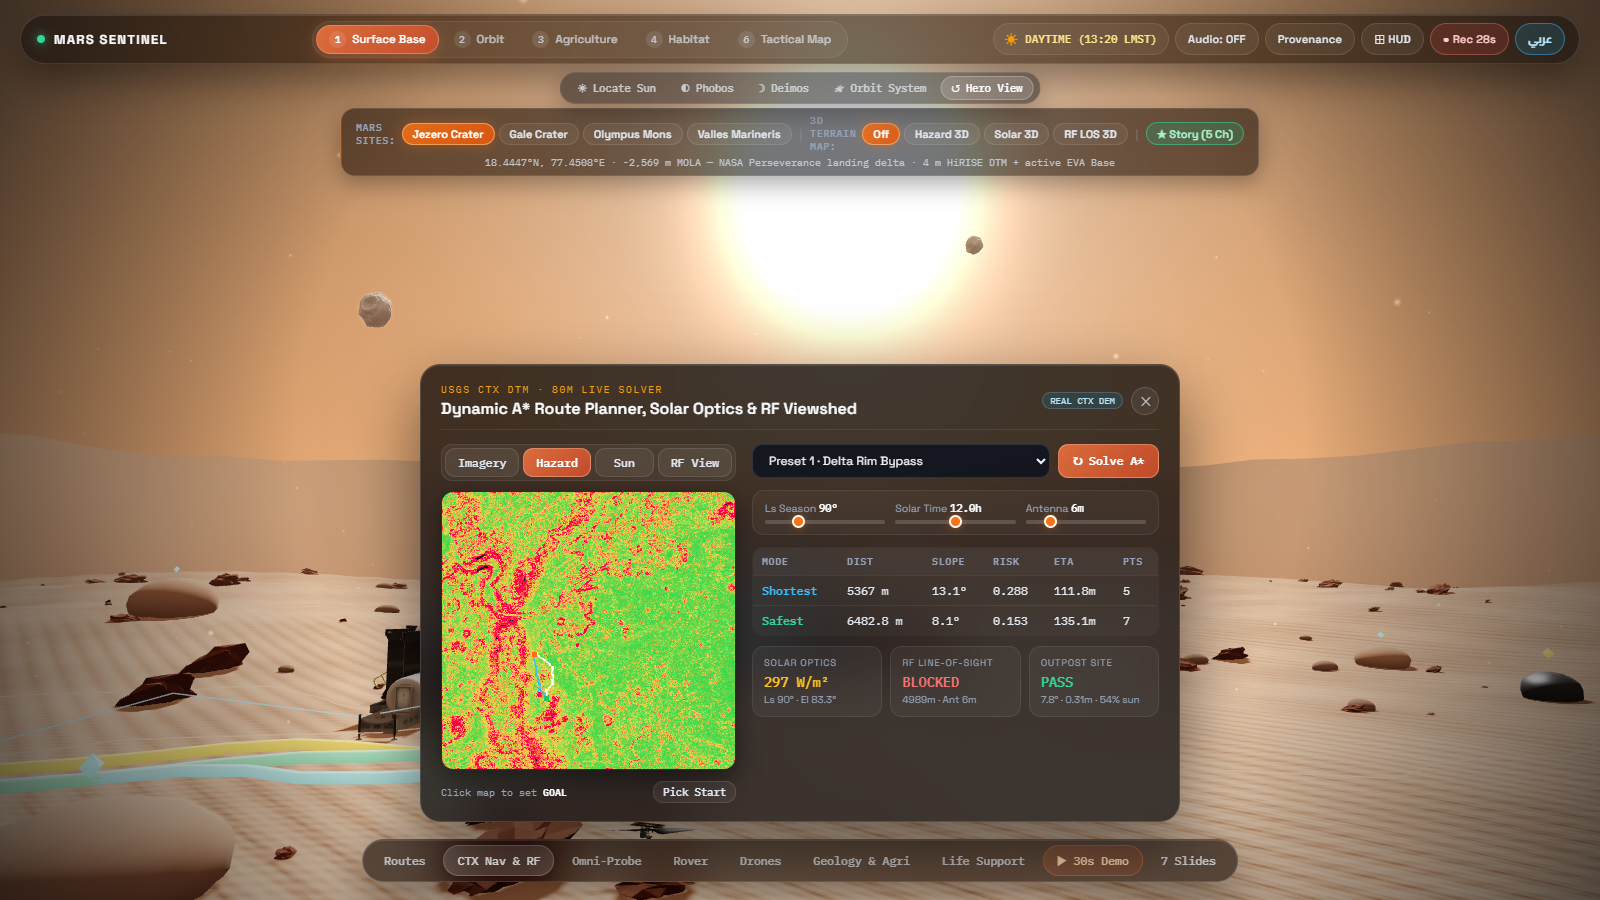 MARS SENTINEL
1 Surface Base
2 Orbit
3 Agriculture
4 Habitat
6 Tactical Map
DAYTIME (13:20 LMST)
Audio: OFF
Provenance
HUD
Rec 28s
عربي
Locate Sun
Phobos
Deimos
Orbit System
Hero View
MARS SITES:
Jezero Crater
Gale Crater
Olympus Mons
Valles Marineris
3D TERRAIN MAP:
Off
Hazard 3D
Solar 3D
RF LOS 3D
★ Story (5 Ch)
18.4447°N, 77.4508°E · -2,569 m MOLA — NASA Perseverance landing delta · 4 m HiRISE DTM + active EVA Base
USGS CTX DTM · 80M LIVE SOLVER
Dynamic A* Route Planner, Solar Optics & RF Viewshed
REAL CTX DEM
Imagery
Hazard
Sun
RF View
Preset 1 · Delta Rim Bypass
↻ Solve A*
Ls Season 90°
Solar Time 12.0h
Antenna 6m
MODE DIST SLOPE RISK ETA PTS
Shortest 5367 m 13.1° 0.288 111.8m 5
Safest 6482.8 m 8.1° 0.153 135.1m 7
SOLAR OPTICS
297 W/m²
Ls 90° · El 83.3°
RF LINE-OF-SIGHT
BLOCKED
4989m · Ant 6m
OUTPOST SITE
PASS
7.8° · 0.31m · 54% sun
Click map to set GOAL
Pick Start
Routes
CTX Nav & RF
Omni-Probe
Rover
Drones
Geology & Agri
Life Support
▶ 30s Demo
7 Slides